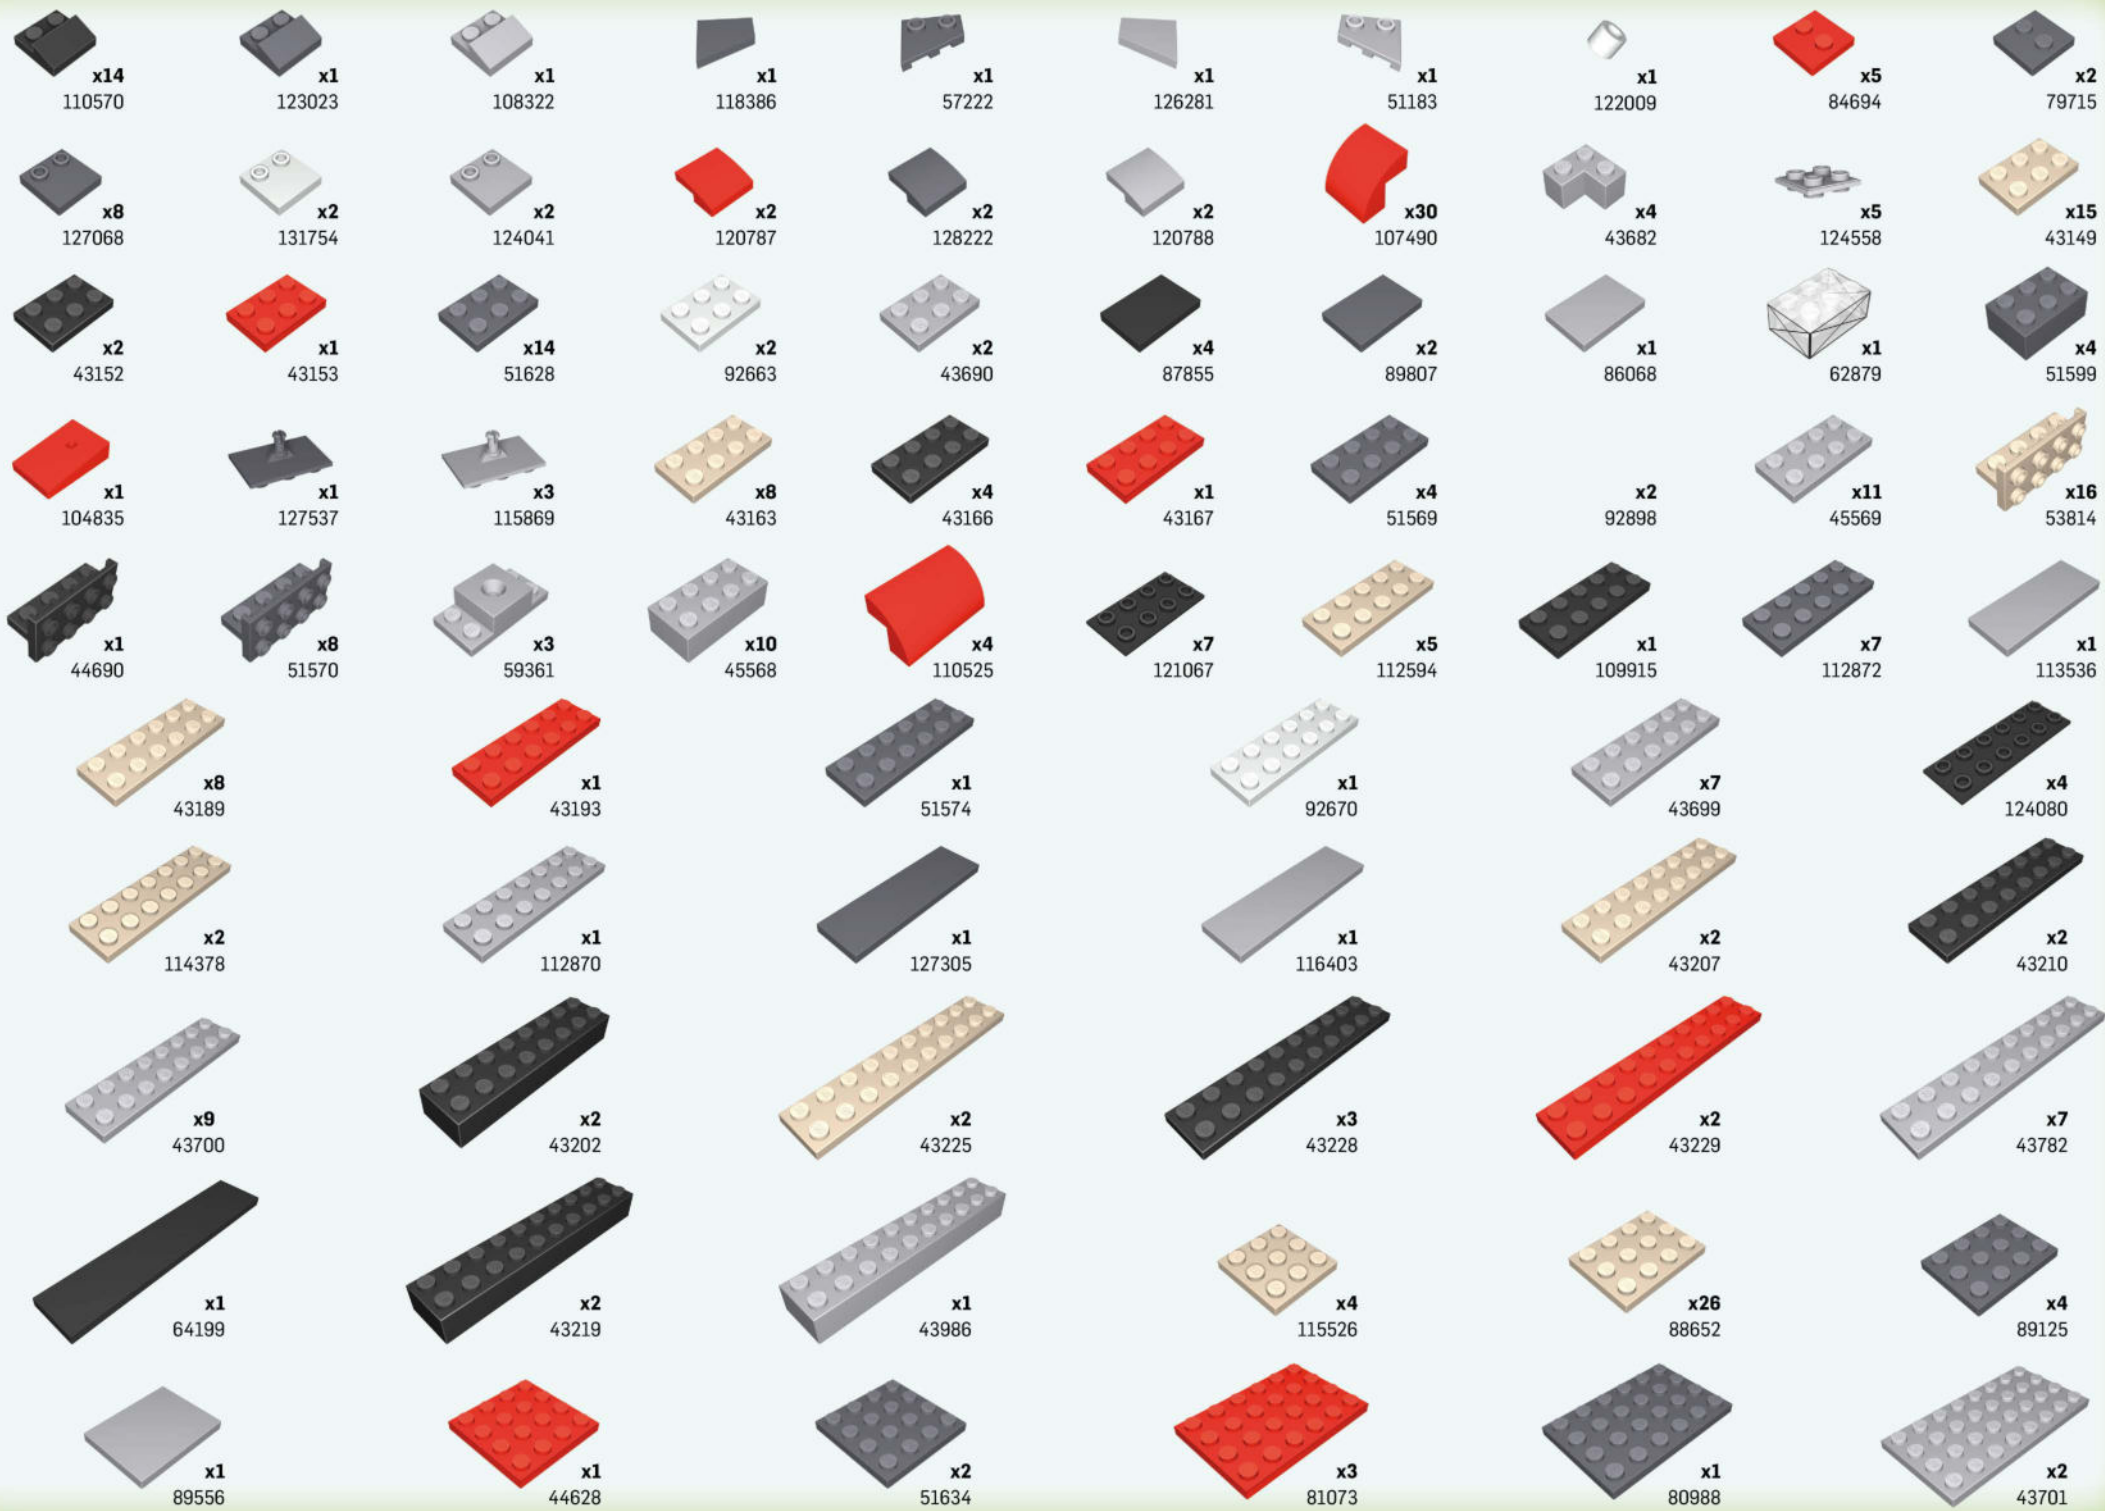 x14 x1 x1 x1 x1 x1 x1 x1 x5 x2
110570 123023 108322 118386 57222 126281 51183 122009 84694 79715
x8 x2 x2 x2 x2 x2 x30 x4 x5 x15
127068 131754 124041 120787 128222 120788 107490 43682 124558 43149
x2 x1 x14 x2 x2 x4 x2 x1 x1 x4
43152 43153 51628 92663 43690 87855 89807 86068 62879 51599
x1 x1 x3 x8 x4 x1 x4 x2 x11 x16
104835 127537 115869 43163 43166 43167 51569 92898 45569 53814
x1 x8 x3 x10 x4 x7 x5 x1 x7 x1
44690 51570 59361 45568 110525 121067 112594 109915 112872 113536
x8 x1 x1 x1 x7 x4
43189 43193 51574 92670 43699 124080
x2 x1 x1 x1 x2 x2
114378 112870 127305 116403 43207 43210
x9 x2 x2 x3 x2 x7
43700 43202 43225 43228 43229 43782
x1 x2 x1 x4 x26 x4
64199 43219 43986 115526 88652 89125
x1 x1 x2 x3 x1 x2
89556 44628 51634 81073 80988 43701